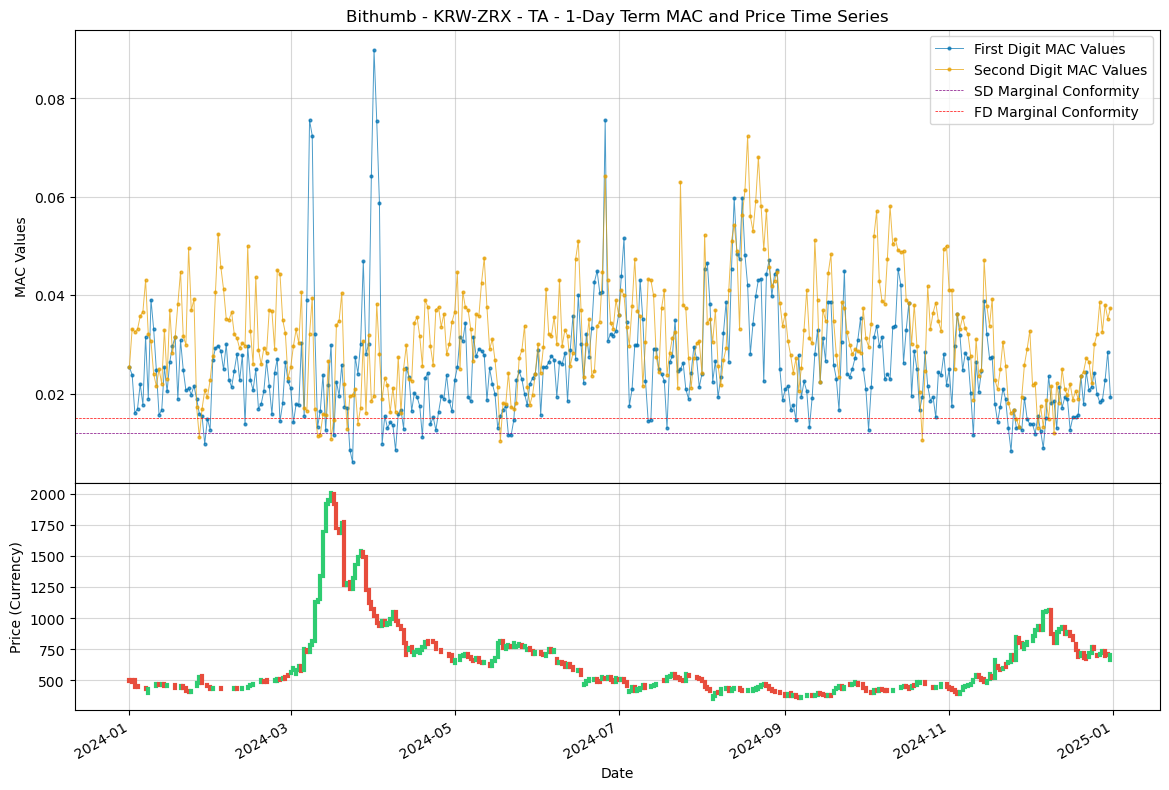 Bithumb - KRW-ZRX - TA - 1-Day Term MAC and Price Time Series
First Digit MAC Values
Second Digit MAC Values
SD Marginal Conformity
FD Marginal Conformity
MAC Values
0.08
0.06
0.04
0.02
Price (Currency)
2000
1750
1500
1250
1000
750
500
2024-01
2024-03
2024-05
2024-07
2024-09
2024-11
2025-01
Date